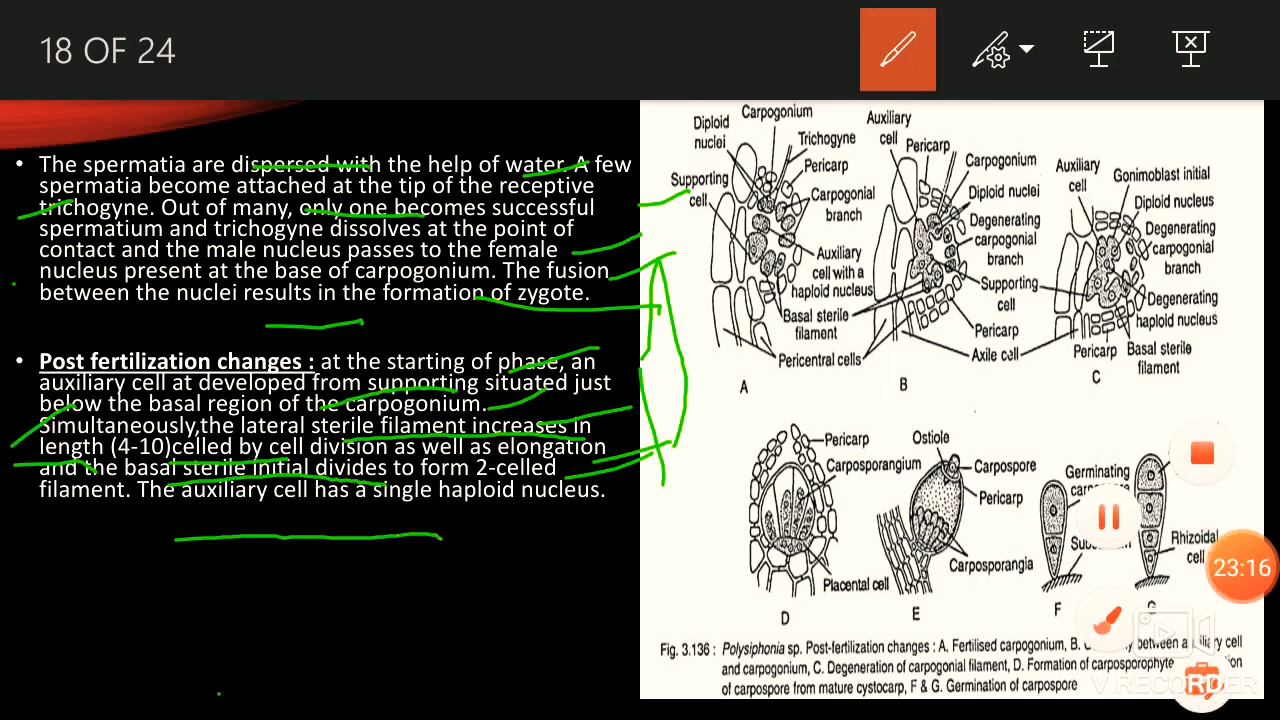 18 OF 24
• The spermatia are dispersed with the help of water. A few
spermatia become attached at the tip of the receptive
trichogyne. Out of many, only one becomes successful
spermatium and trichogyne dissolves at the point of
contact and the male nucleus passes to the female
nucleus present at the base of carpogonium. The fusion
between the nuclei results in the formation of zygote.
• Post fertilization changes : at the starting of phase, an
auxiliary cell at developed from supporting situated just
below the basal region of the carpogonium.
Simultaneously,the lateral sterile filament increases in
length (4-10)celled by cell division as well as elongation
and the basal sterile initial divides to form 2-celled
filament. The auxiliary cell has a single haploid nucleus.
Diploid
nuclei
Carpogonium
Trichogyne
Pericarp
Supporting
cell
Carpogonial
branch
Auxiliary
cell with a
haploid nucleus
Basal sterile
filament
Pericentral cells
A
Auxiliary
cell
Pericarp
Carpogonium
Diploid nuclei
Degenerating
carpogonial
branch
Supporting
cell
Pericarp
Axile cell
B
Auxiliary
cell
Gonimoblast initial
Diploid nucleus
Degenerating
carpogonial
branch
Degenerating
haploid nucleus
Pericarp
Basal sterile
filament
C
Pericarp
Carposporangium
Placental cell
D
Ostiole
Carpospore
Pericarp
Carposporangia
E
Germinating
F
Rhizoidal
cell
23:16
Fig. 3.136 : Polysiphonia sp. Post-fertilization changes : A. Fertilised carpogonium, B. between auxiliary cell
and carpogonium, C. Degeneration of carpogonial filament, D. Formation of carposporophyte
of carpospore from mature cystocarp, F & G. Germination of carpospore
V RECORDER